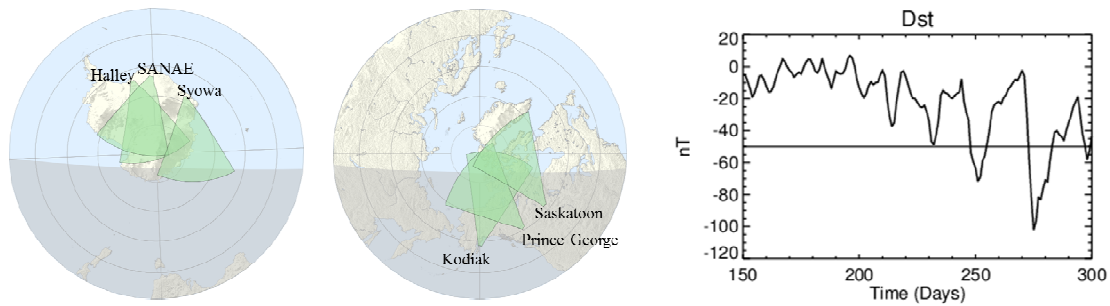 Halley SANAE
Syowa
Saskatoon
Prince George
Kodiak
Dst
20
0
-20
-40
-60
-80
-100
-120
nT
150 200 250 300
Time (Days)